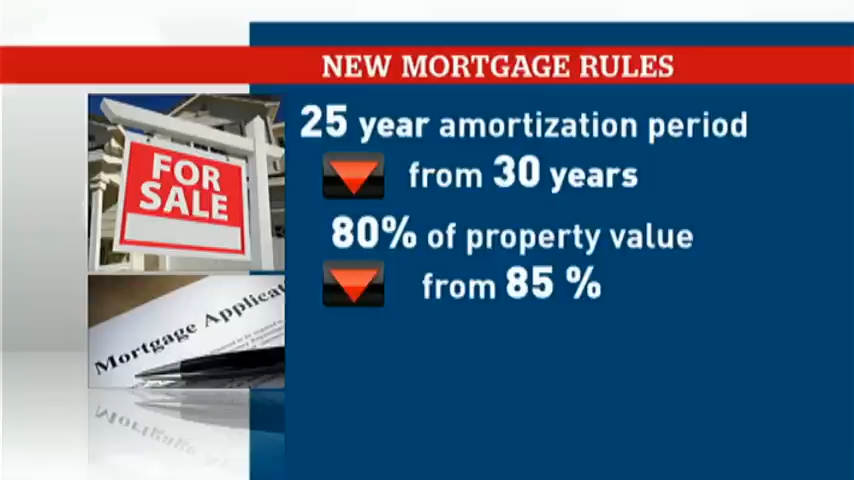 NEW MORTGAGE RULES
25 year amortization period
from 30 years
80% of property value
from 85 %
FOR
SALE
Mortgage Applicat